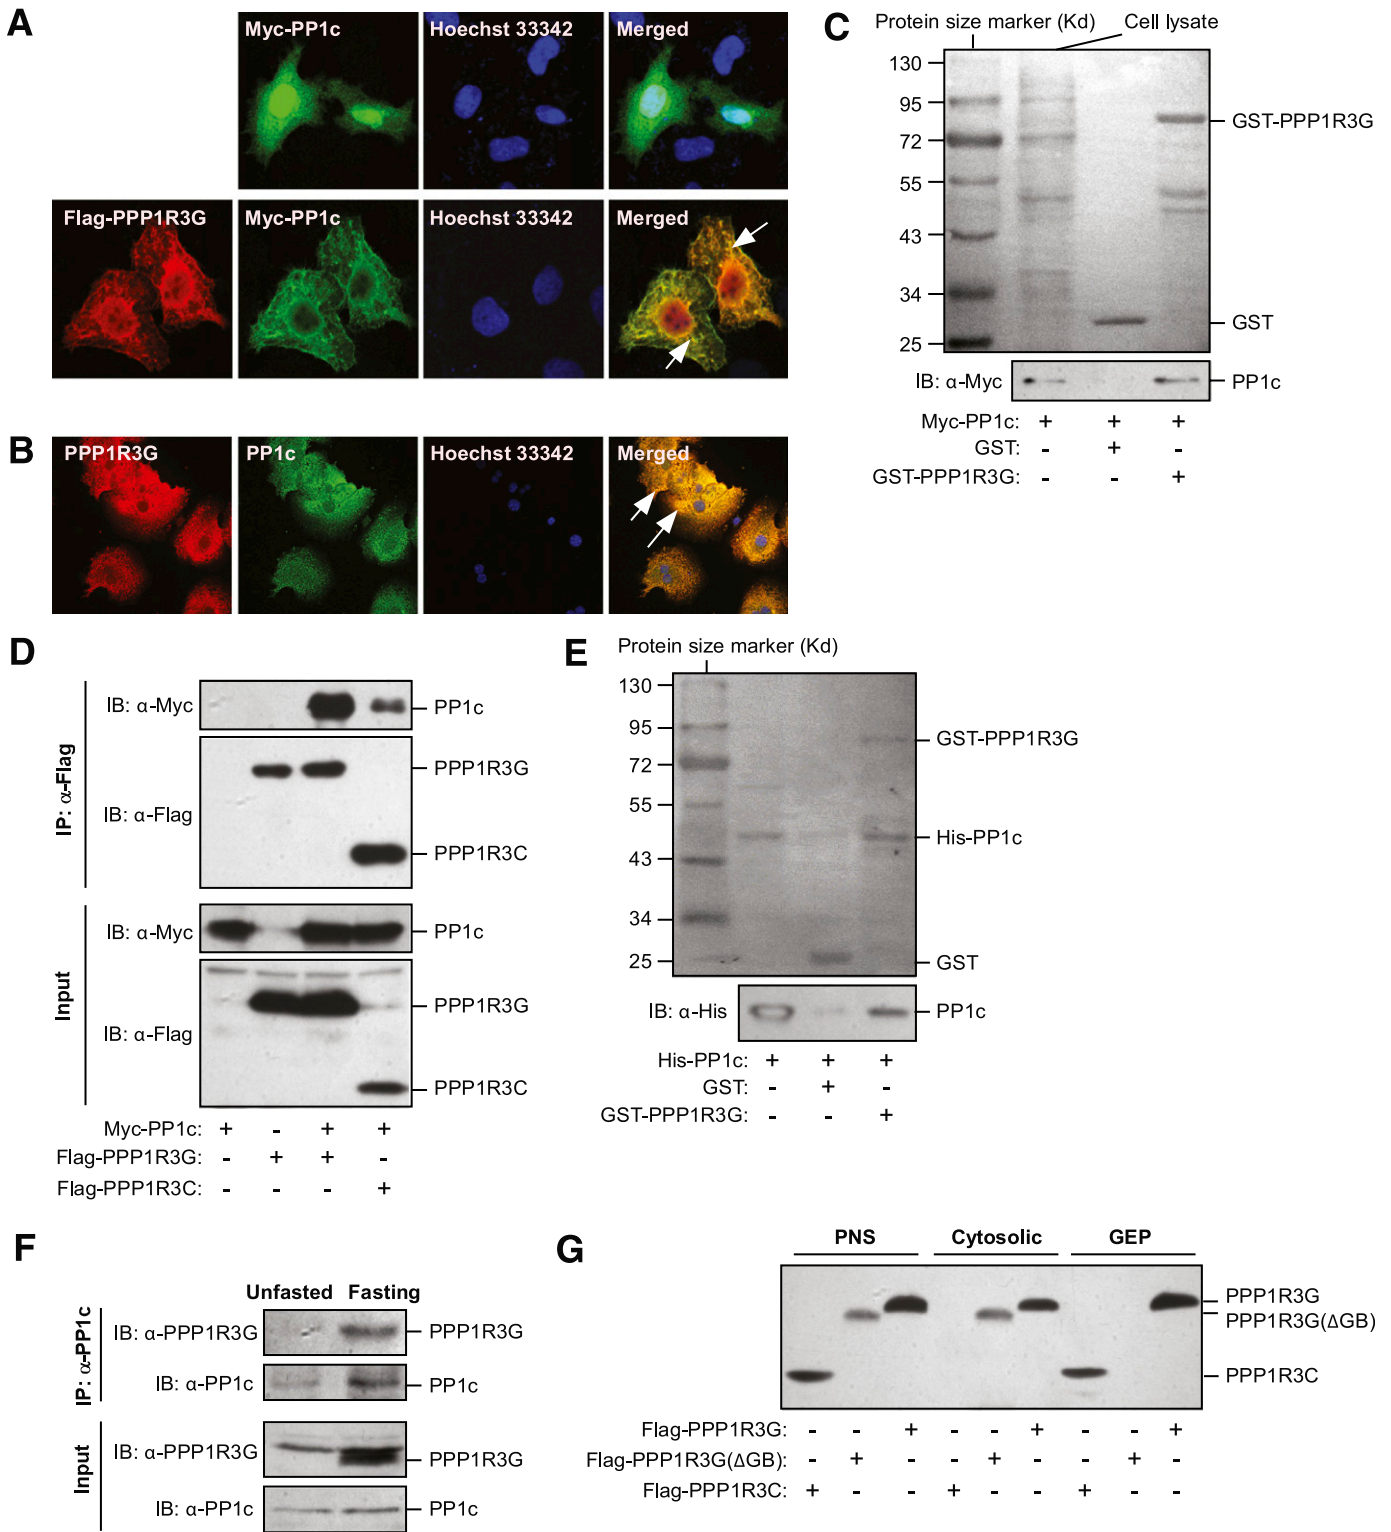 A
Myc-PP1c Hoechst 33342 Merged
Flag-PPP1R3G Myc-PP1c Hoechst 33342 Merged
B
PPP1R3G PP1c Hoechst 33342 Merged
C
Protein size marker (Kd) Cell lysate
130
95
72
55
43
34
25
GST-PPP1R3G
GST
IB: α-Myc PP1c
Myc-PP1c: + + +
GST: - + -
GST-PPP1R3G: - - +
D
IP: α-Flag
IB: α-Myc PP1c
PPP1R3G
IB: α-Flag
PPP1R3C
Input
IB: α-Myc PP1c
PPP1R3G
IB: α-Flag
PPP1R3C
Myc-PP1c: + - + +
Flag-PPP1R3G: - + + -
Flag-PPP1R3C: - - - +
E
Protein size marker (Kd)
130
95
72
55
43
34
25
GST-PPP1R3G
His-PP1c
GST
IB: α-His PP1c
His-PP1c: + + +
GST: - + -
GST-PPP1R3G: - - +
F
Unfasted Fasting
IP: α-PP1c
IB: α-PPP1R3G PPP1R3G
IB: α-PP1c PP1c
Input
IB: α-PPP1R3G PPP1R3G
IB: α-PP1c PP1c
G
PNS Cytosolic GEP
PPP1R3G
PPP1R3G(ΔGB)
PPP1R3C
Flag-PPP1R3G: - - + - - + - - +
Flag-PPP1R3G(ΔGB): - + - - + - - + -
Flag-PPP1R3C: + - - + - - + - -